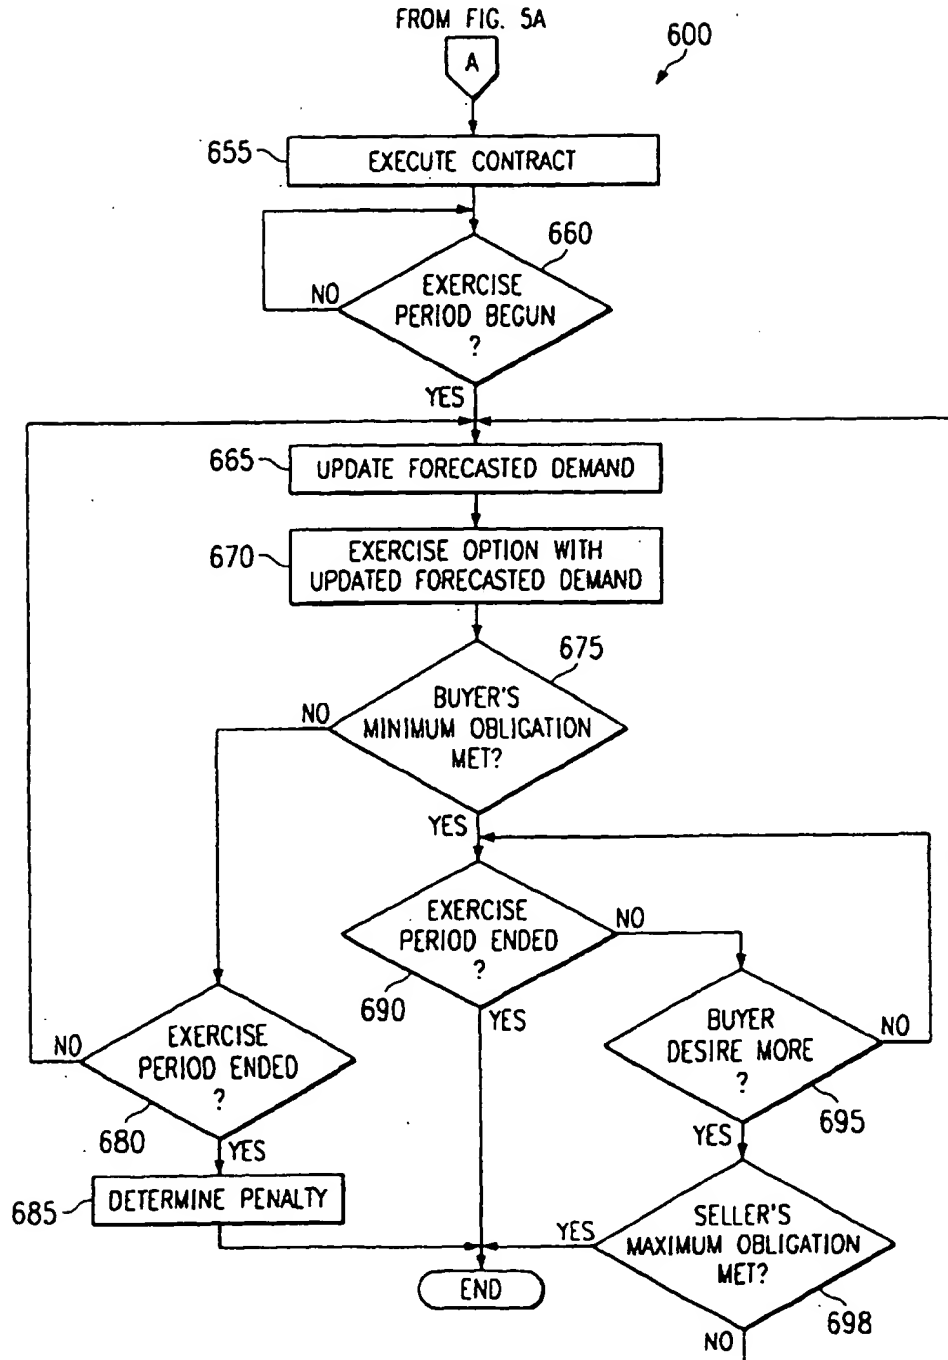 FROM FIG. 5A
A
600
655
EXECUTE CONTRACT
660
EXERCISE
PERIOD BEGUN
?
NO
YES
665
UPDATE FORECASTED DEMAND
670
EXERCISE OPTION WITH
UPDATED FORECASTED DEMAND
675
BUYER'S
MINIMUM OBLIGATION
MET?
NO
YES
EXERCISE
PERIOD ENDED
?
NO
690
YES
BUYER
DESIRE MORE
?
NO
695
YES
EXERCISE
PERIOD ENDED
?
NO
680
YES
685
DETERMINE PENALTY
SELLER'S
MAXIMUM OBLIGATION
MET?
YES
698
NO
END